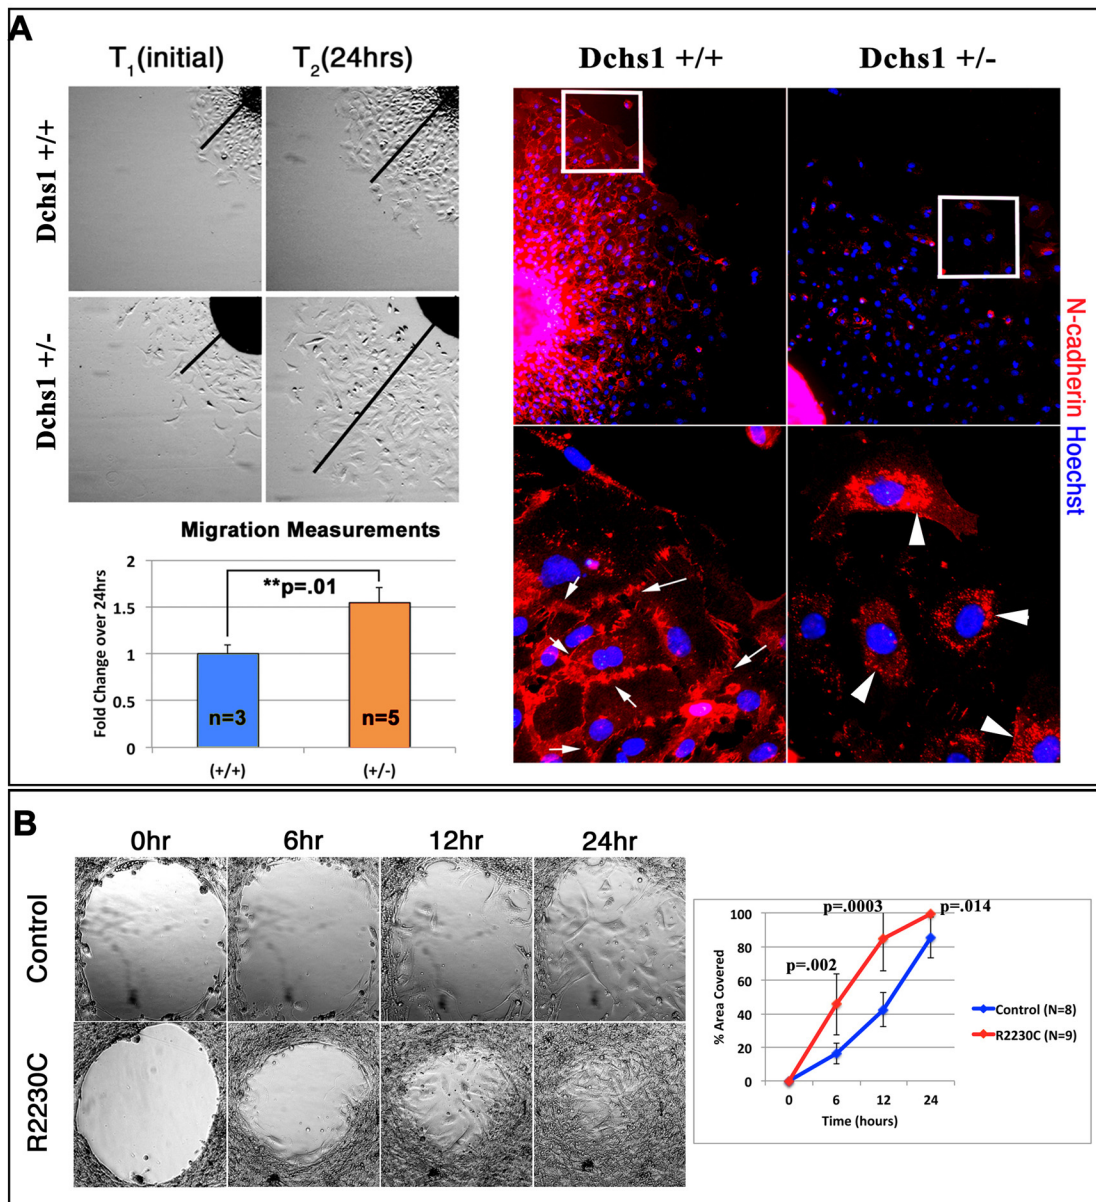 A
T1(initial)
T2(24hrs)
Dchs1 +/+
Dchs1 +/-
Migration Measurements
Fold Change over 24hrs
2
1.5
1
0.5
0
**p=.01
n=3
n=5
(+/+)
(+/-)
Dchs1 +/+
Dchs1 +/-
N-cadherin Hoechst
B
0hr
6hr
12hr
24hr
Control
R2230C
% Area Covered
100
80
60
40
20
0
p=.002
p=.0003
p=.014
0
6
12
24
Time (hours)
Control (N=8)
R2230C (N=9)